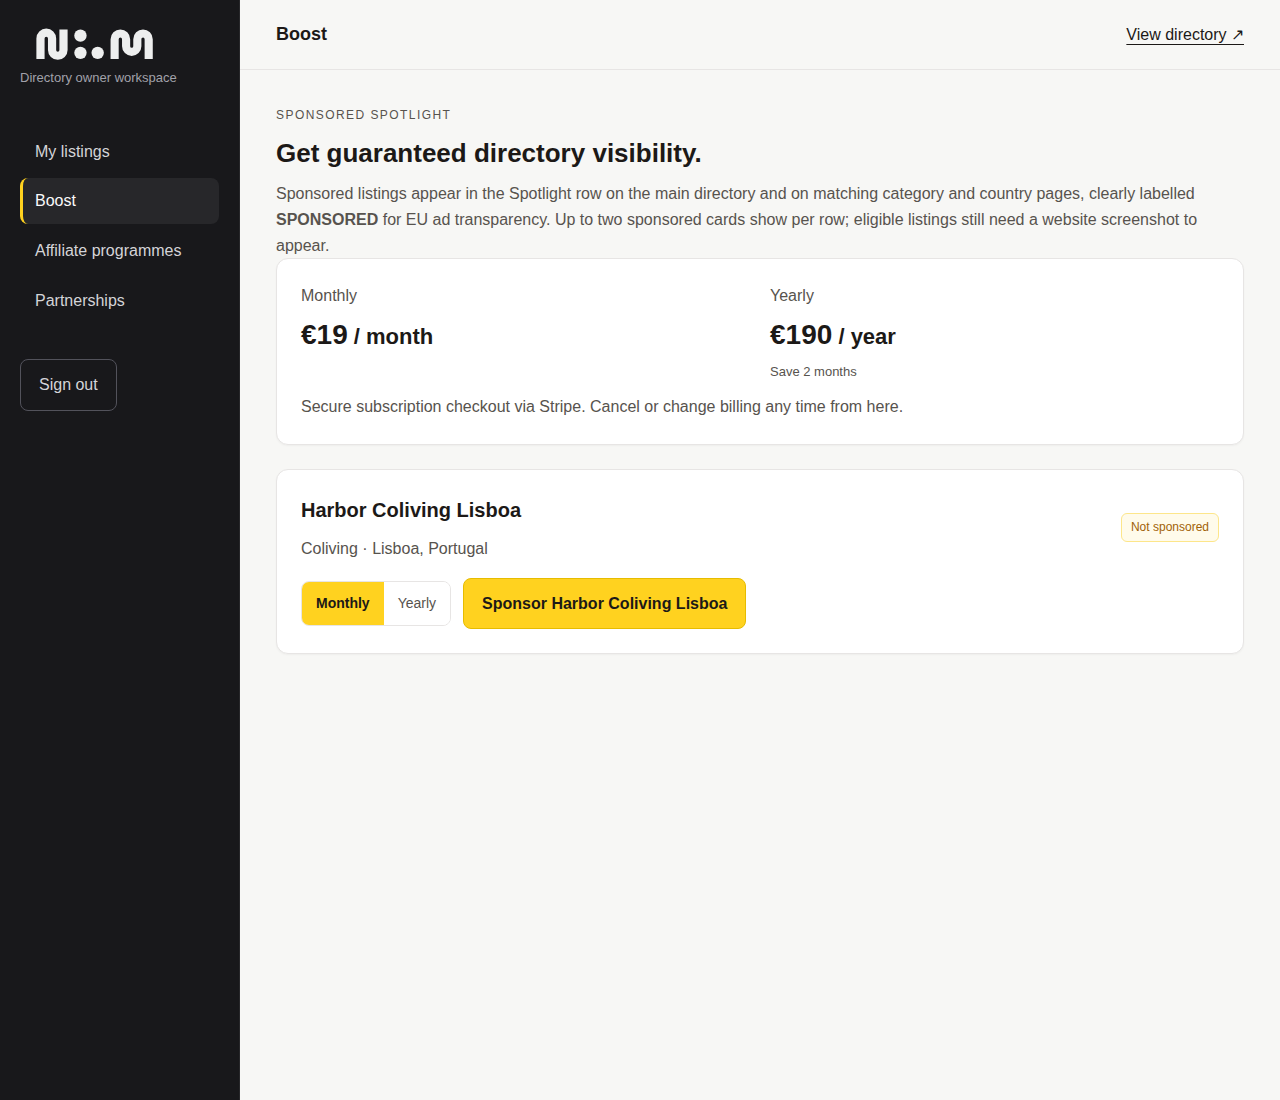 Directory owner workspace
My listings
Boost
Affiliate programmes
Partnerships
Sign out
Boost
View directory ↗
SPONSORED SPOTLIGHT
Get guaranteed directory visibility.
Sponsored listings appear in the Spotlight row on the main directory and on matching category and country pages, clearly labelled
SPONSORED for EU ad transparency. Up to two sponsored cards show per row; eligible listings still need a website screenshot to
appear.
Monthly
€19 / month
Yearly
€190 / year
Save 2 months
Secure subscription checkout via Stripe. Cancel or change billing any time from here.
Harbor Coliving Lisboa
Not sponsored
Coliving · Lisboa, Portugal
Monthly
Yearly
Sponsor Harbor Coliving Lisboa